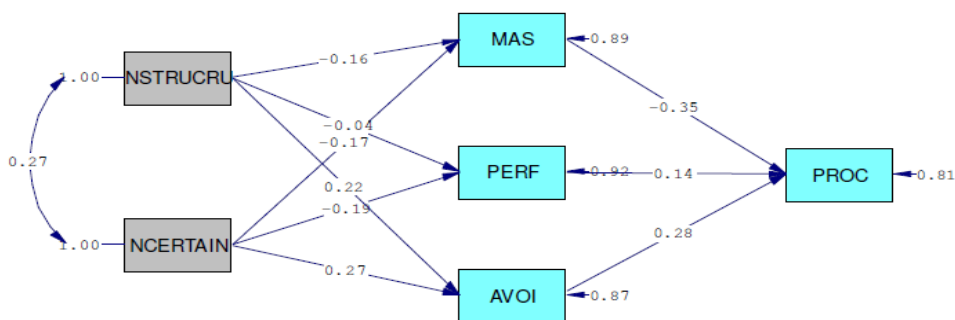 MAS
0.89
1.00
NSTRUCRU
-0.16
-0.35
-0.04
-0.17
0.27
PERF
0.92
0.14
PROC
0.81
0.22
-0.19
1.00
NCERTAIN
0.28
0.27
AVOI
0.87